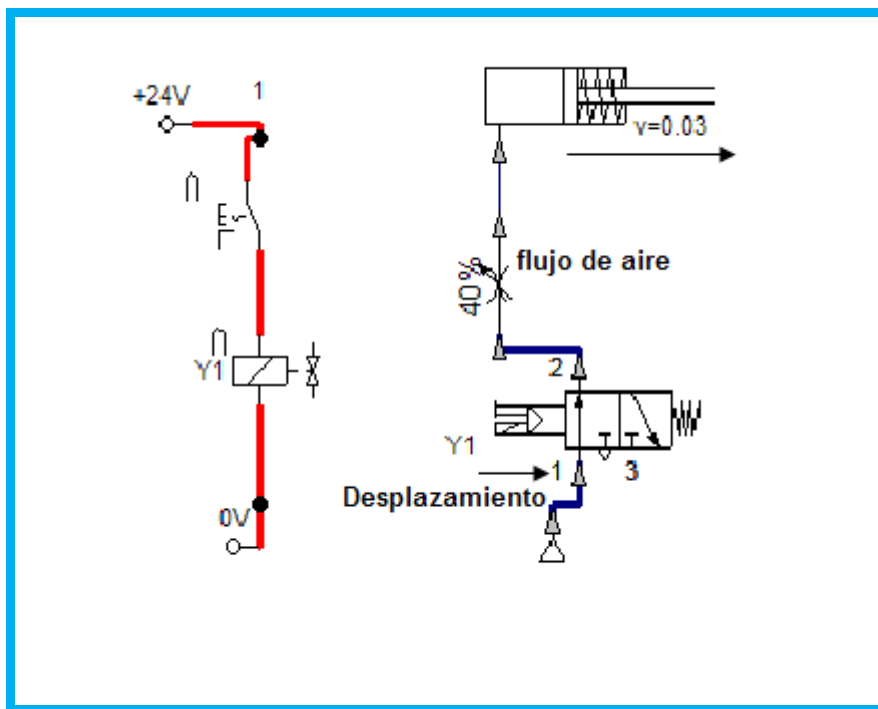 +24V
1
v=0.03
flujo de aire
40%
2
Y1
Y1
1
3
Desplazamiento
0V